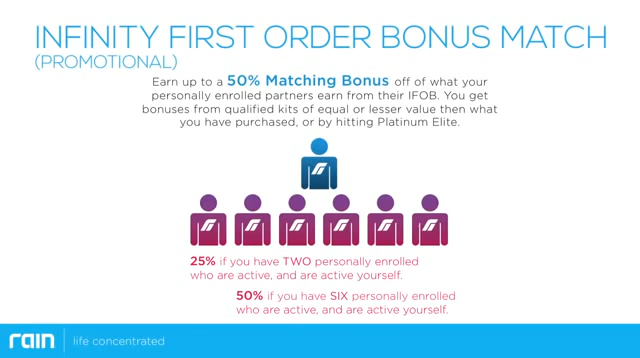 INFINITY FIRST ORDER BONUS MATCH
(PROMOTIONAL)
Earn up to a 50% Matching Bonus off of what your
personally enrolled partners earn from their IFOB. You get
bonuses from qualified kits of equal or lesser value then what
you have purchased, or by hitting Platinum Elite.
25% if you have TWO personally enrolled
who are active, and are active yourself.
50% if you have SIX personally enrolled
who are active, and are active yourself.
rain life concentrated